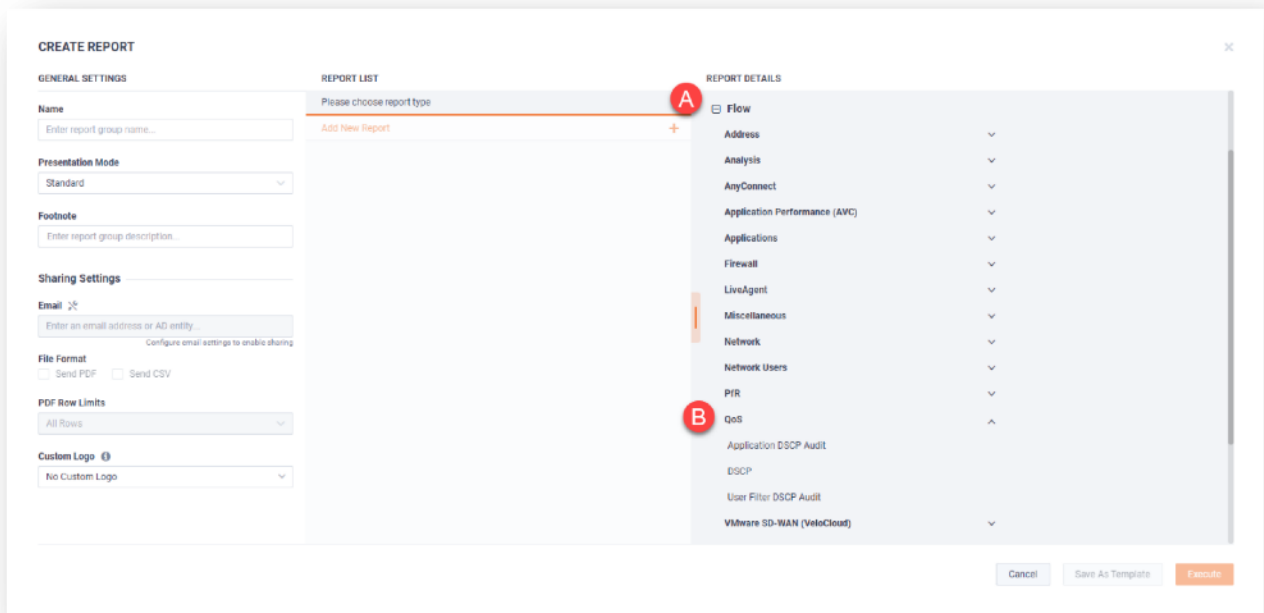 CREATE REPORT
GENERAL SETTINGS
Name
Enter report group name...
Presentation Mode
Standard
Footnote
Enter report group description...
Sharing Settings
Email
Enter an email address or AD entity...
Configure email settings to enable sharing
File Format
Send PDF Send CSV
PDF Row Limits
All Rows
Custom Logo
No Custom Logo
REPORT LIST
Please choose report type
Add New Report +
REPORT DETAILS
A
Flow
Address
Analysis
AnyConnect
Application Performance (AVC)
Applications
Firewall
LiveAgent
Miscellaneous
Network
Network Users
PfR
B
QoS
Application DSCP Audit
DSCP
User Filter DSCP Audit
VMware SD-WAN (VeloCloud)
Cancel
Save As Template
Execute